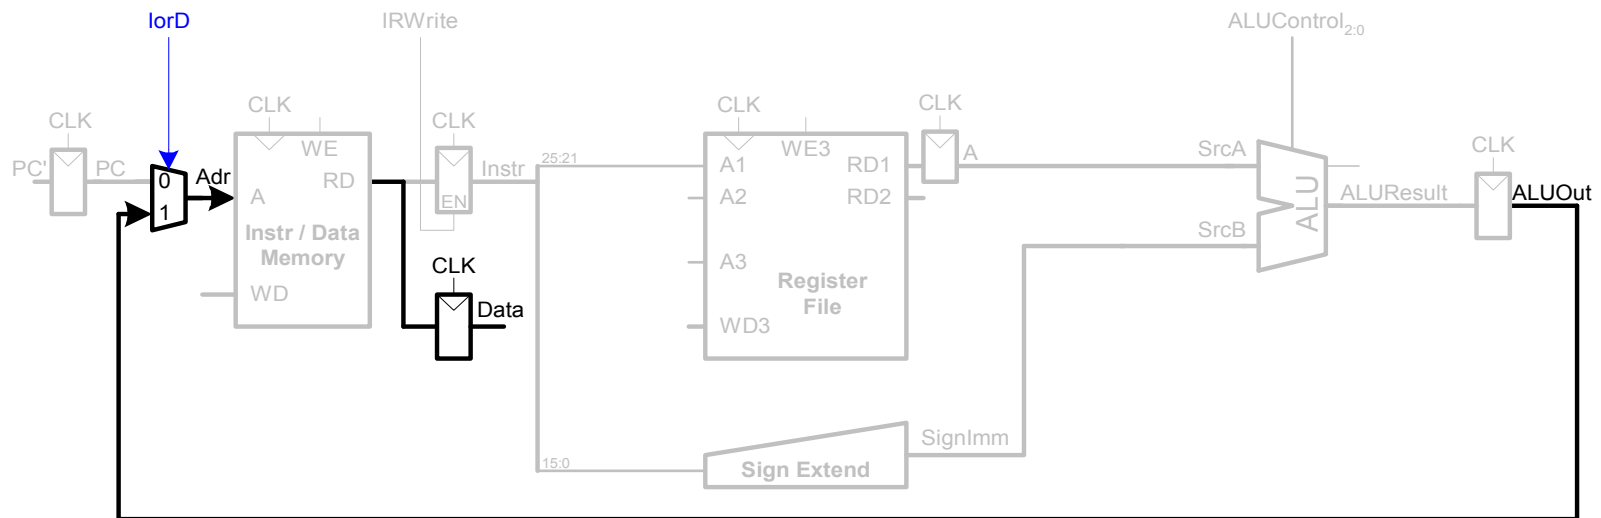 IorD
IRWrite
ALUControl2:0
CLK
CLK
CLK
CLK
CLK
CLK
PC'
PC
0
1
Adr
WE
RD
A
Instr / Data
Memory
WD
EN
Instr
CLK
Data
25:21
15:0
A1
A2
A3
WD3
WE3
RD1
RD2
Register
File
A
SrcA
SrcB
ALU
ALUResult
ALUOut
SignImm
Sign Extend